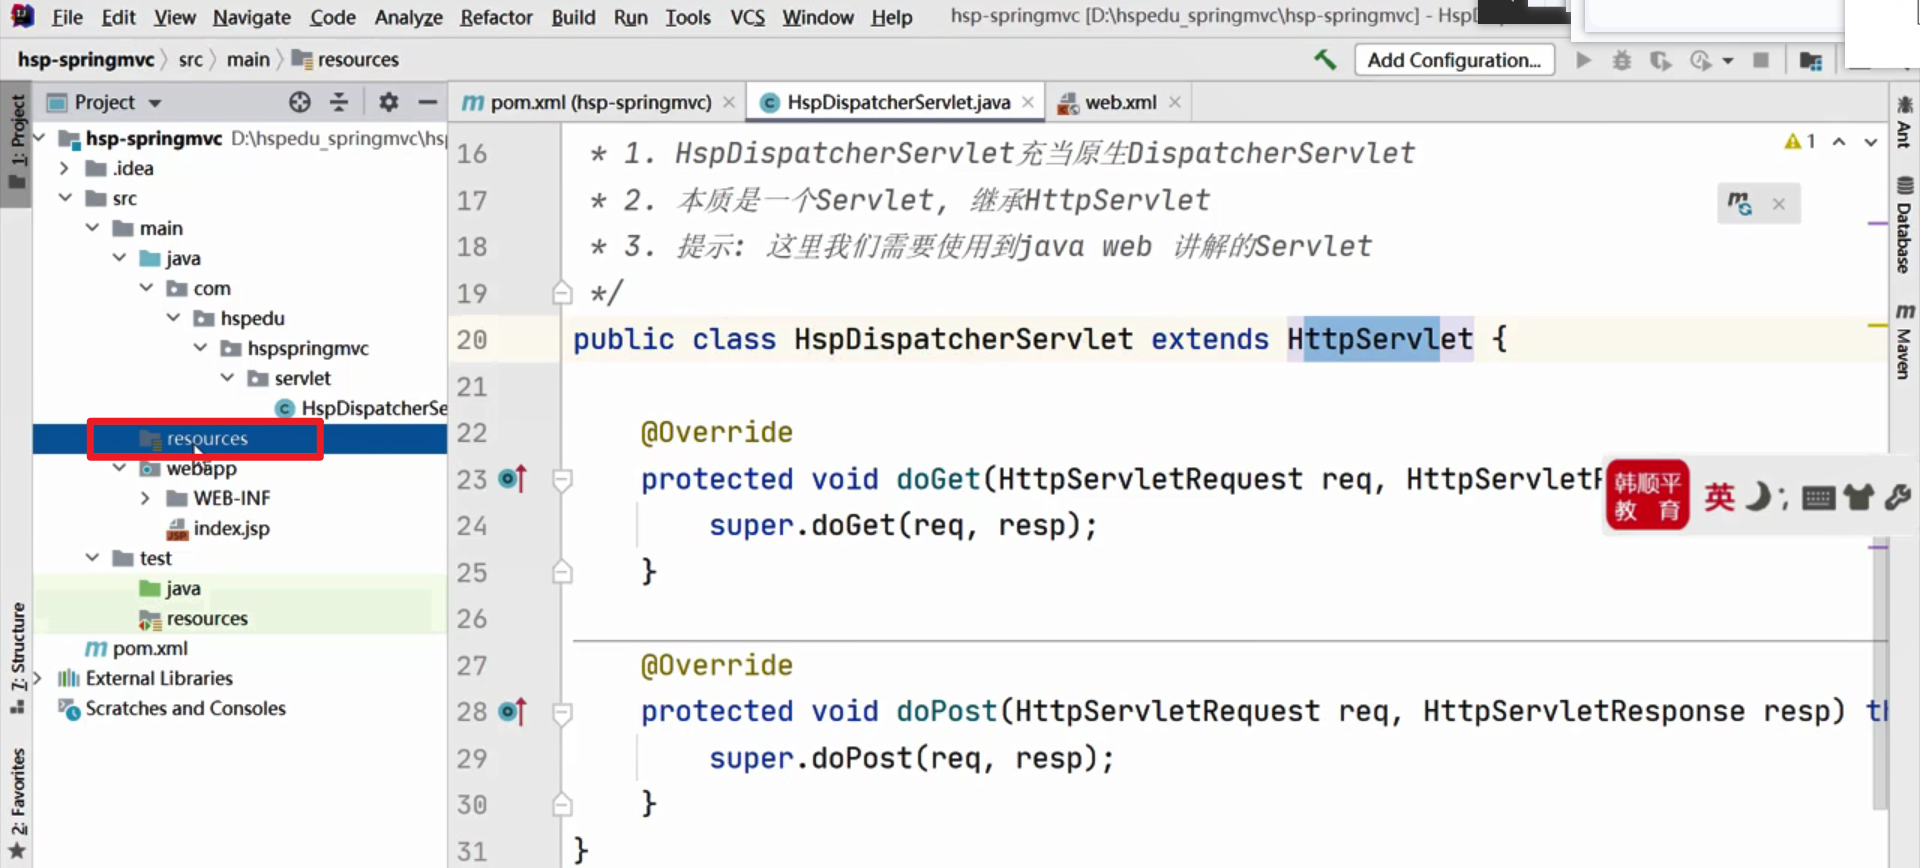 File Edit View Navigate Code Analyze Refactor Build Run Tools VCS Window Help hsp-springmvc [D:\hspedu_springmvc\hsp-springmvc] - Hsp
hsp-springmvc src main resources Add Configuration...
Project
pom.xml (hsp-springmvc) HspDispatcherServlet.java web.xml
1: Project
7: Structure
2: Favorites
hsp-springmvc D:\hspedu_springmvc\hs
.idea
src
main
java
com
hspedu
hspspringmvc
servlet
HspDispatcherSe
resources
webapp
WEB-INF
index.jsp
test
java
resources
pom.xml
External Libraries
Scratches and Consoles
16 * 1. HspDispatcherServlet充当原生DispatcherServlet
17 * 2. 本质是一个Servlet, 继承HttpServlet
18 * 3. 提示: 这里我们需要使用到java web 讲解的Servlet
19 */
20 public class HspDispatcherServlet extends HttpServlet {
21
22 @Override
23 protected void doGet(HttpServletRequest req, HttpServlet
24 super.doGet(req, resp);
25 }
26
27 @Override
28 protected void doPost(HttpServletRequest req, HttpServletResponse resp) th
29 super.doPost(req, resp);
30 }
31 }
1
Ant
Database
Maven
韩顺平
教 育
英